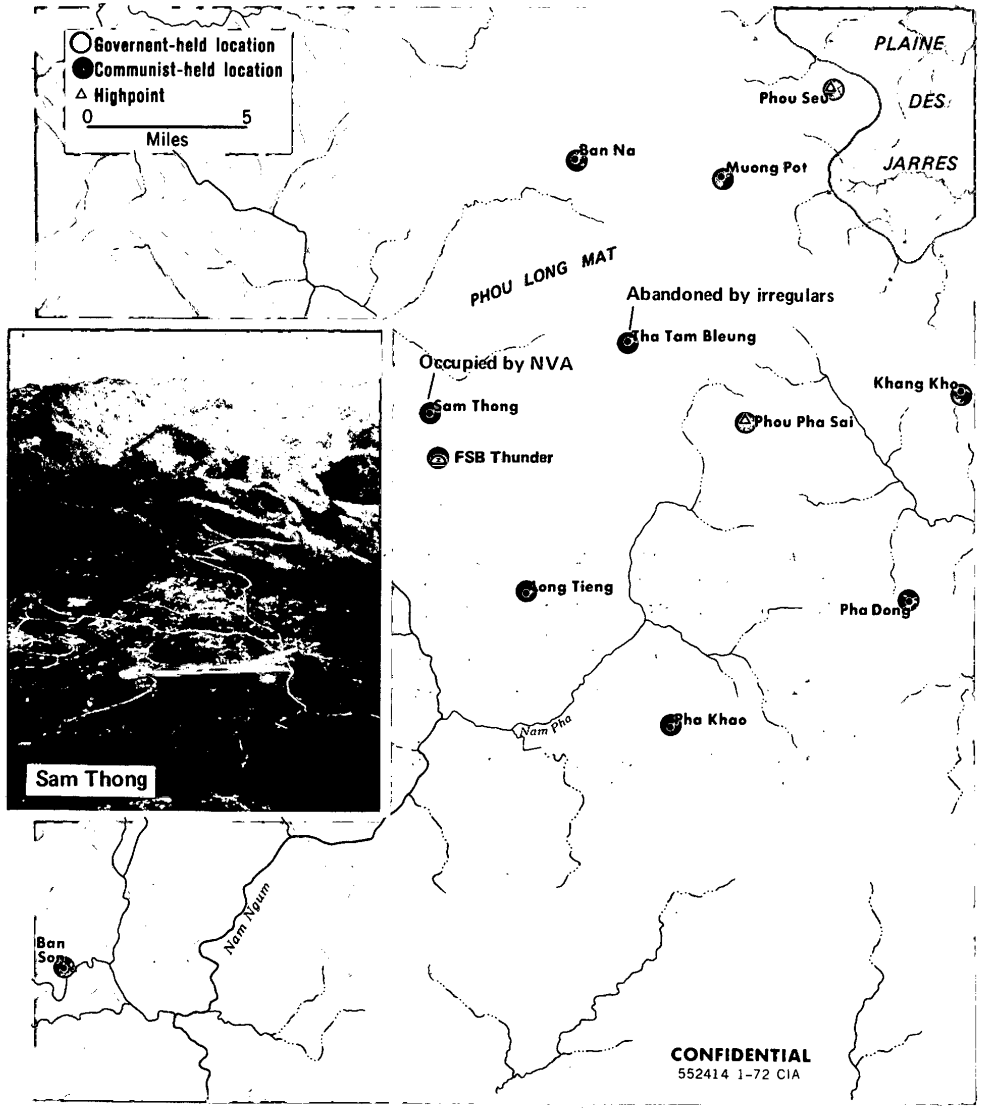 Governent-held location
Communist-held location
Highpoint
0 5
Miles
PLAINE
DES
JARRES
Phou Seu
Ban Na
Muong Pot
PHOU LONG MAT
Abandoned by irregulars
Tha Tam Bleung
Occupied by NVA
Sam Thong
Khang Kho
Phou Pha Sai
FSB Thunder
Long Tieng
Pha Dong
Pha Khao
Nam Pha
Sam Thong
Nam Ngum
Ban
Son
CONFIDENTIAL
552414 1-72 CIA